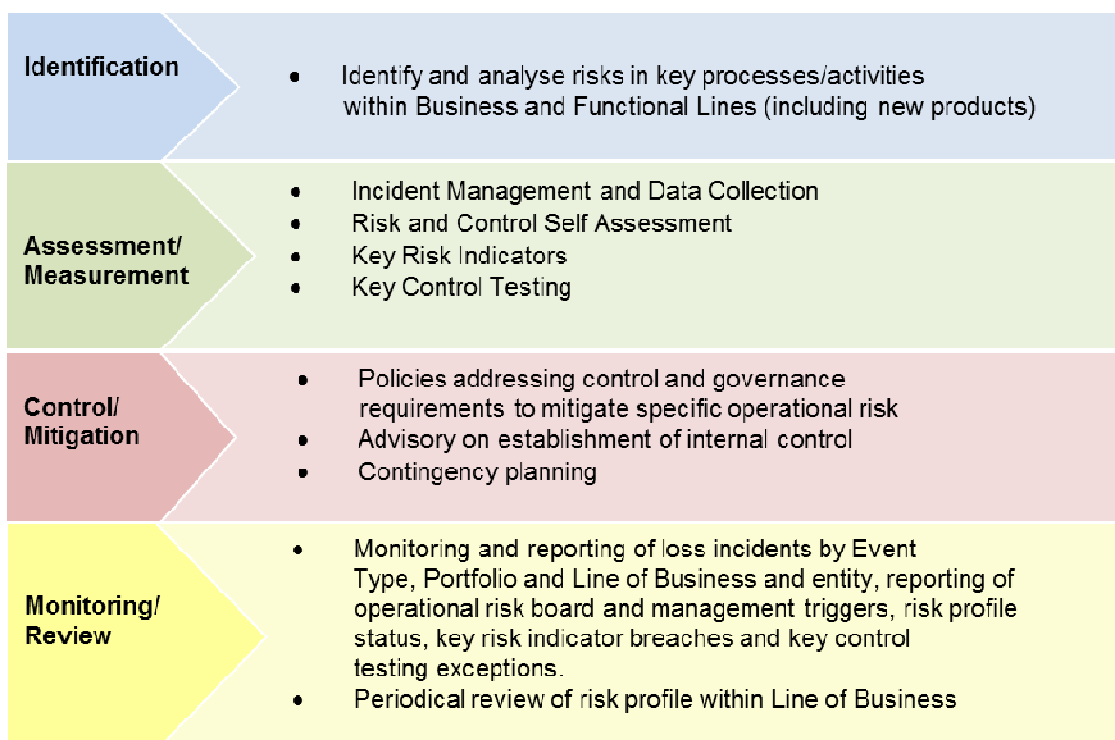 Identification
• Identify and analyse risks in key processes/activities
within Business and Functional Lines (including new products)
Assessment/
Measurement
• Incident Management and Data Collection
• Risk and Control Self Assessment
• Key Risk Indicators
• Key Control Testing
Control/
Mitigation
• Policies addressing control and governance
requirements to mitigate specific operational risk
• Advisory on establishment of internal control
• Contingency planning
Monitoring/
Review
• Monitoring and reporting of loss incidents by Event
Type, Portfolio and Line of Business and entity, reporting of
operational risk board and management triggers, risk profile
status, key risk indicator breaches and key control
testing exceptions.
• Periodical review of risk profile within Line of Business